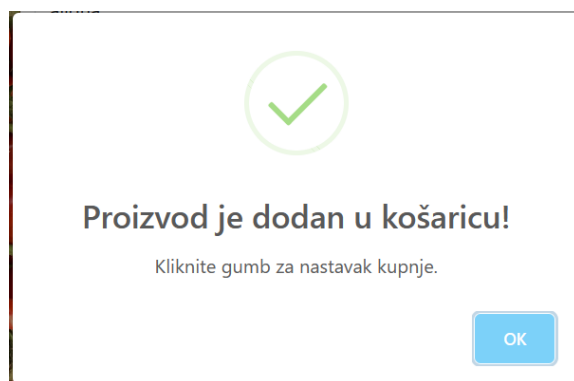 Proizvod je dodan u košaricu!
Kliknite gumb za nastavak kupnje.
OK